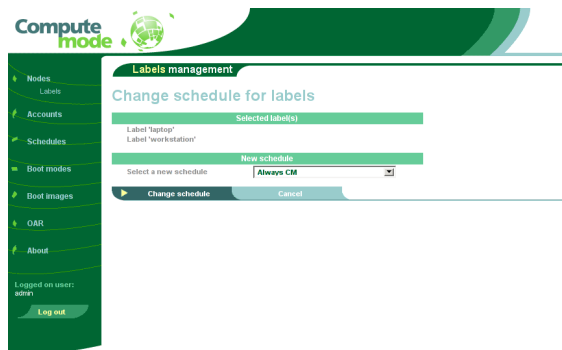 Compute
mode
Nodes
Labels
Accounts
Schedules
Boot modes
Boot images
OAR
About
Logged on user:
admin
Log out
Labels management
Change schedule for labels
Selected label(s)
Label 'laptop'
Label 'workstation'
New schedule
Select a new schedule Always CM
Change schedule Cancel